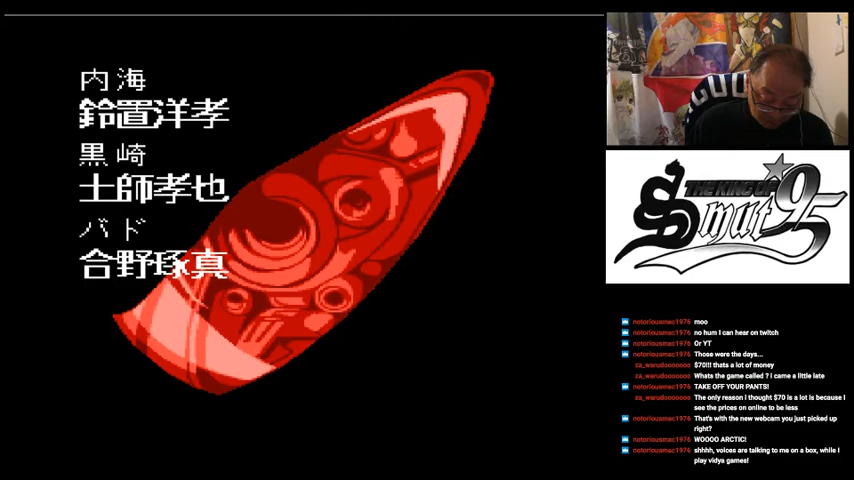 内海
鈴置洋孝
黒崎
土師孝也
バド
合野琢真
THE KING OF
Smut 95
notoriousmac1976 moo
notoriousmac1976 no hum I can hear on twitch
notoriousmac1976 Or YT
notoriousmac1976 Those were the days...
za_warudooooooo $70!!! thats a lot of money
za_warudooooooo Whats the game called ? i came a little late
notoriousmac1976 TAKE OFF YOUR PANTS!
za_warudooooooo The only reason i thought $70 is a lot is because I
see the prices on online to be less
notoriousmac1976 That's with the new webcam you just picked up
right?
notoriousmac1976 WOOOO ARCTIC!
notoriousmac1976 shhhh, voices are talking to me on a box, while I
play vidya games!